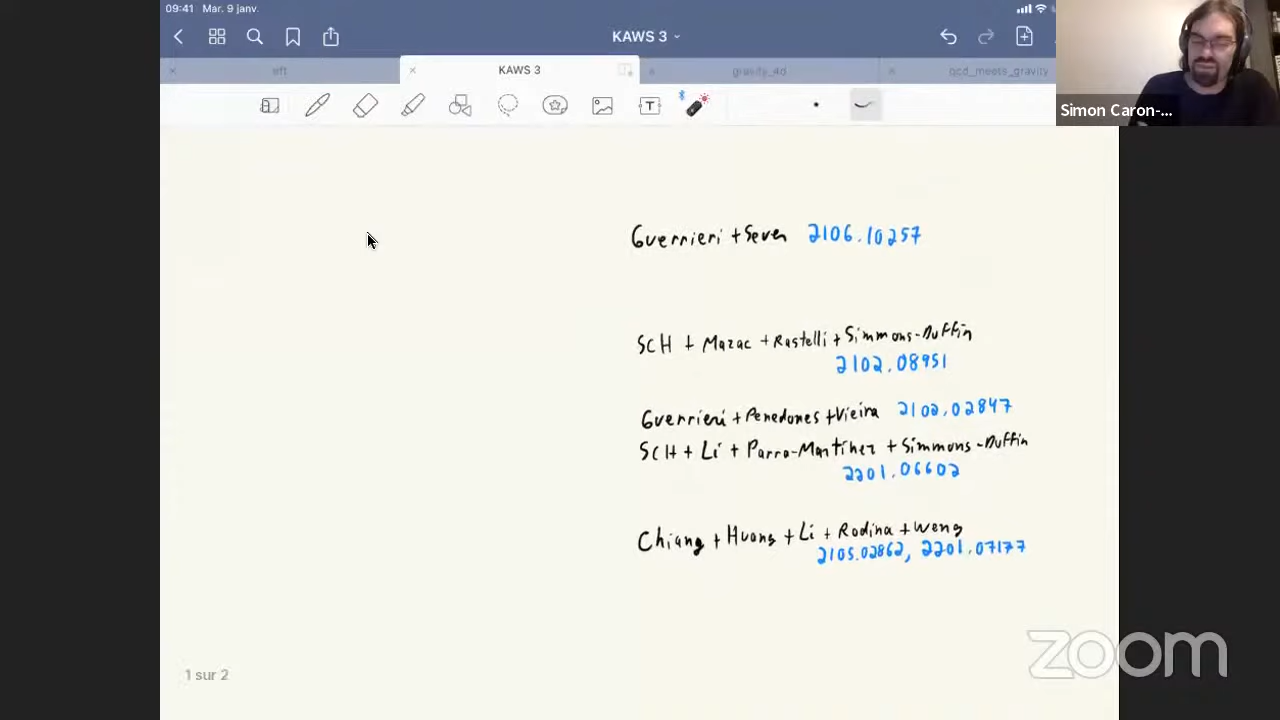 09:41 Mar. 9 janv.
KAWS 3
eft
KAWS 3
gravity_4d
qcd_meets_gravity
T
Simon Caron-...
Guerrieri + Sever 2106.10257
SCH + Mazac + Rastelli + Simmons-Duffin
2102.08951
Guerrieri + Penedones + Vieira 2102.02847
SCH + Li + Parra-Martinez + Simmons-Duffin
2201.06602
Chiang + Huang + Li + Rodina + Weng
2105.02862, 2201.07177
1 sur 2
zoom